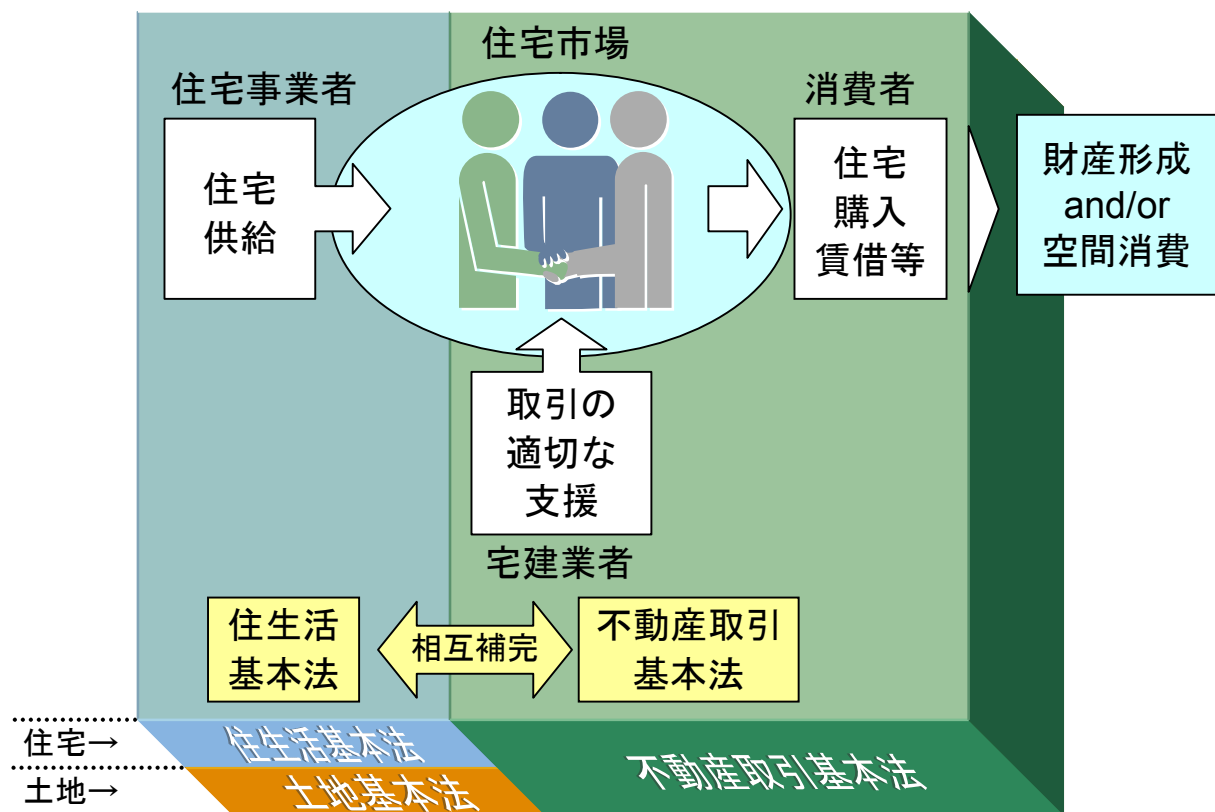 住宅市場
住宅事業者
消費者
住宅
供給
住宅
購入
賃借等
財産形成
and/or
空間消費
取引の
適切な
支援
宅建業者
住生活
基本法
相互補完
不動産取引
基本法
住宅→
住生活基本法
不動産取引基本法
土地→
土地基本法